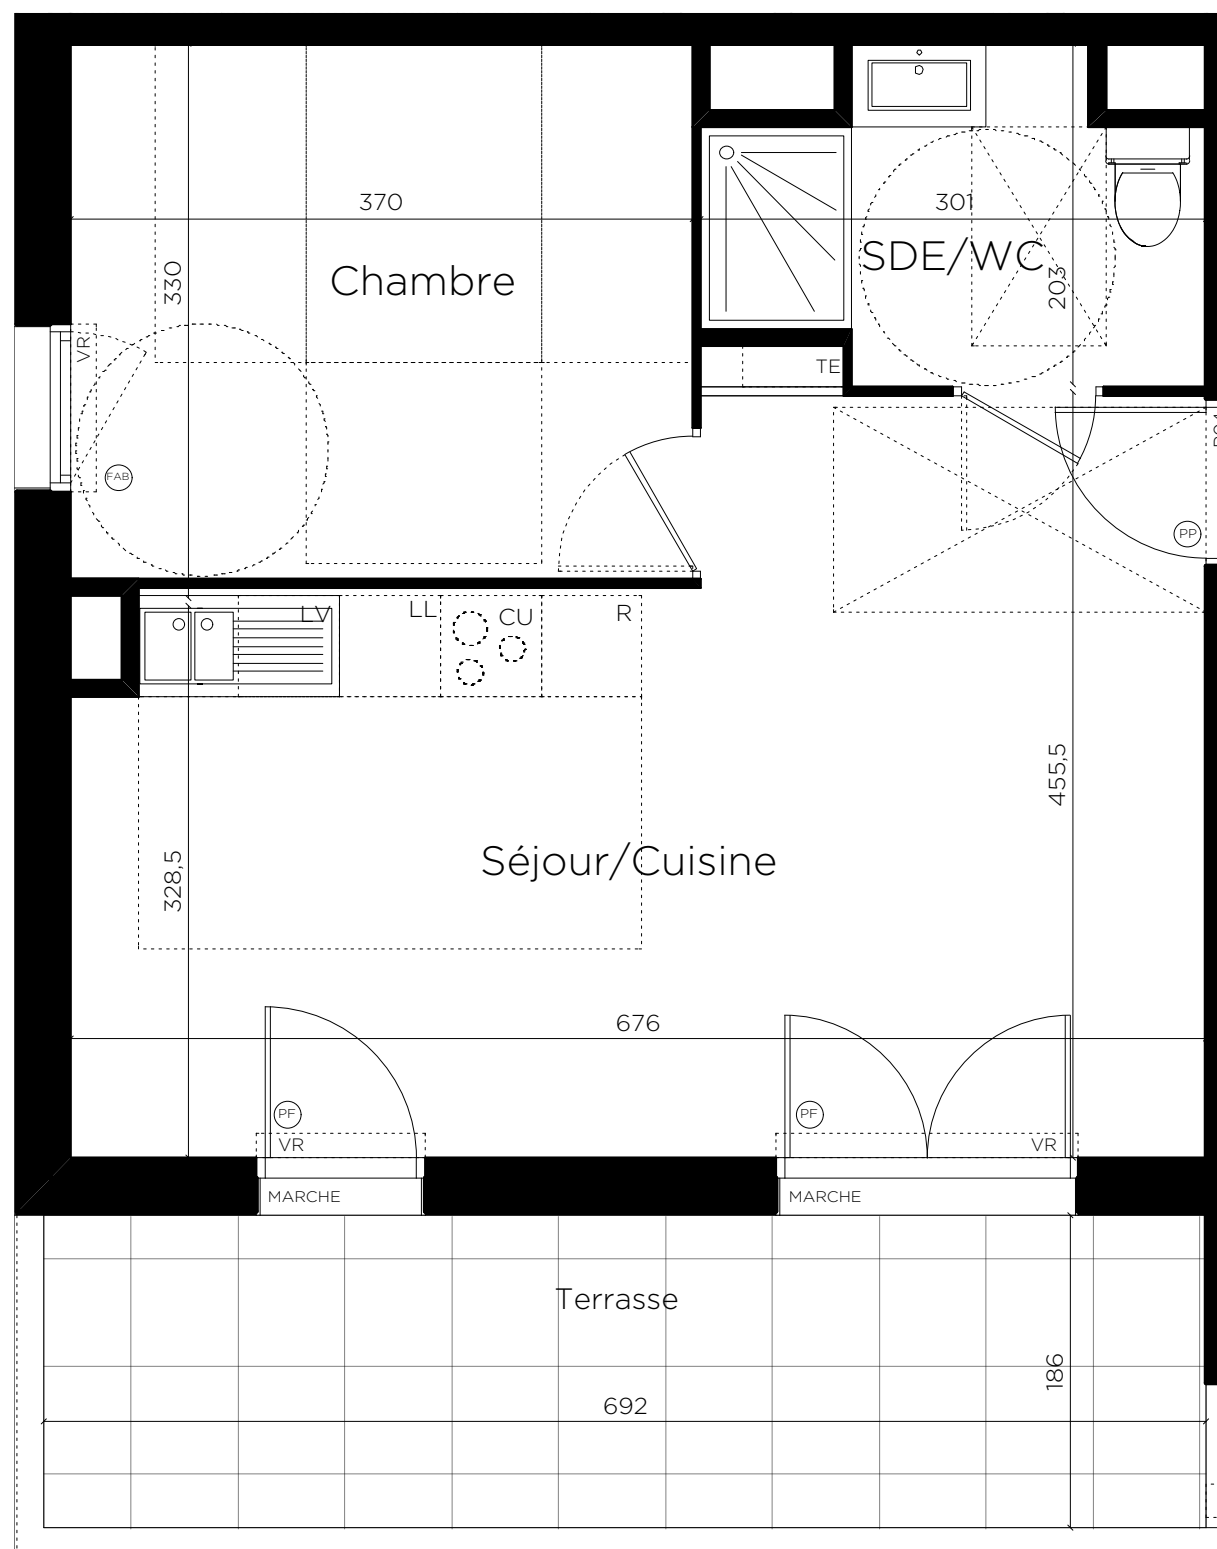 370
301
SDE/WC
203
330
Chambre
VR
TE
FAB
PP
LV
LL
CU
R
455,5
328,5
Séjour/Cuisine
676
PF
PF
VR
VR
MARCHE
MARCHE
Terrasse
186
692